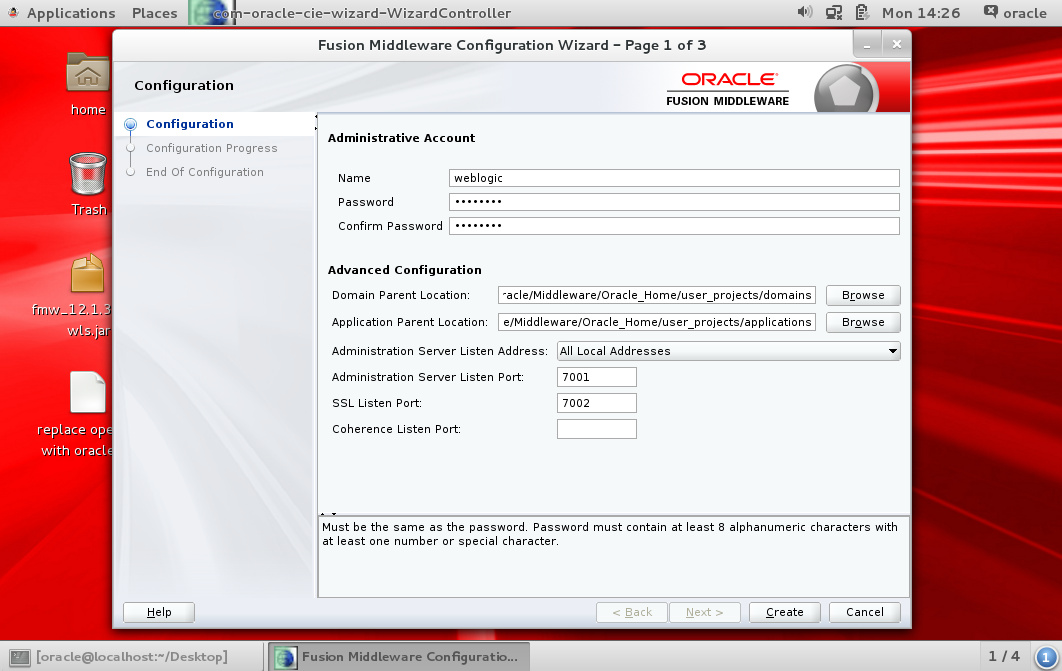 Applications Places com-oracle-cie-wizard-WizardController Mon 14:26 oracle
Fusion Middleware Configuration Wizard - Page 1 of 3
Configuration
ORACLE
FUSION MIDDLEWARE
home
Trash
fmw_12.1.3
wls.jar
replace ope
with oracle
Configuration
Configuration Progress
End Of Configuration
Administrative Account
Name weblogic
Password ••••••••
Confirm Password ••••••••
Advanced Configuration
Domain Parent Location: racle/Middleware/Oracle_Home/user_projects/domains Browse
Application Parent Location: e/Middleware/Oracle_Home/user_projects/applications Browse
Administration Server Listen Address: All Local Addresses
Administration Server Listen Port: 7001
SSL Listen Port: 7002
Coherence Listen Port:
Must be the same as the password. Password must contain at least 8 alphanumeric characters with
at least one number or special character.
Help < Back Next > Create Cancel
[oracle@localhost:~/Desktop] Fusion Middleware Configuratio... 1 / 4 1